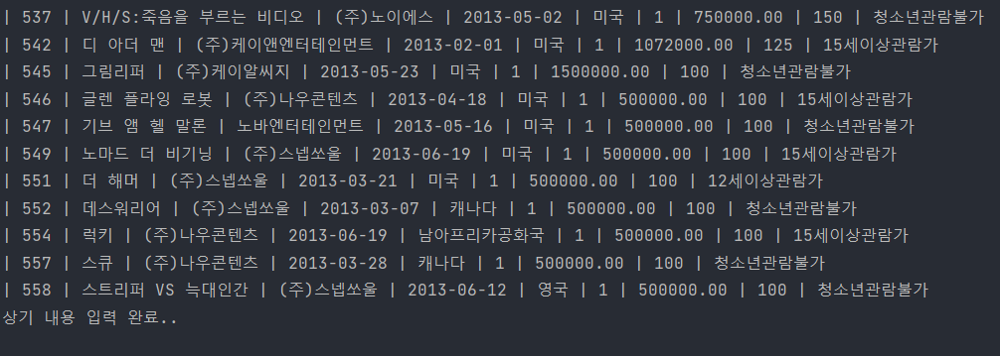 | 537 | V/H/S:죽음을 부르는 비디오 | (주)노이에스 | 2013-05-02 | 미국 | 1 | 750000.00 | 150 | 청소년관람불가
| 542 | 디 아더 맨 | (주)케이앤엔터테인먼트 | 2013-02-01 | 미국 | 1 | 1072000.00 | 125 | 15세이상관람가
| 545 | 그림리퍼 | (주)케이알씨지 | 2013-05-23 | 미국 | 1 | 1500000.00 | 100 | 청소년관람불가
| 546 | 글렌 플라잉 로봇 | (주)나우콘텐츠 | 2013-04-18 | 미국 | 1 | 500000.00 | 100 | 15세이상관람가
| 547 | 기브 앰 헬 말론 | 노바엔터테인먼트 | 2013-05-16 | 미국 | 1 | 500000.00 | 100 | 청소년관람불가
| 549 | 노마드 더 비기닝 | (주)스넵쏘울 | 2013-06-19 | 미국 | 1 | 500000.00 | 100 | 15세이상관람가
| 551 | 더 해머 | (주)스넵쏘울 | 2013-03-21 | 미국 | 1 | 500000.00 | 100 | 12세이상관람가
| 552 | 데스워리어 | (주)스넵쏘울 | 2013-03-07 | 캐나다 | 1 | 500000.00 | 100 | 청소년관람불가
| 554 | 럭키 | (주)나우콘텐츠 | 2013-06-19 | 남아프리카공화국 | 1 | 500000.00 | 100 | 15세이상관람가
| 557 | 스큐 | (주)나우콘텐츠 | 2013-03-28 | 캐나다 | 1 | 500000.00 | 100 | 청소년관람불가
| 558 | 스트리퍼 VS 늑대인간 | (주)스넵쏘울 | 2013-06-12 | 영국 | 1 | 500000.00 | 100 | 청소년관람불가
상기 내용 입력 완료..